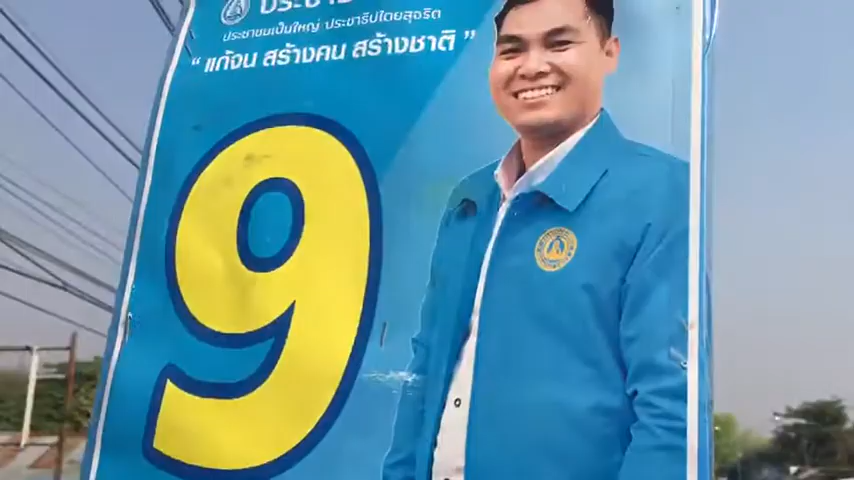 ประชาชนเป็นใหญ่ ประชาธิปไตยสุจริต
“ แก้จน สร้างคน สร้างชาติ ”
9